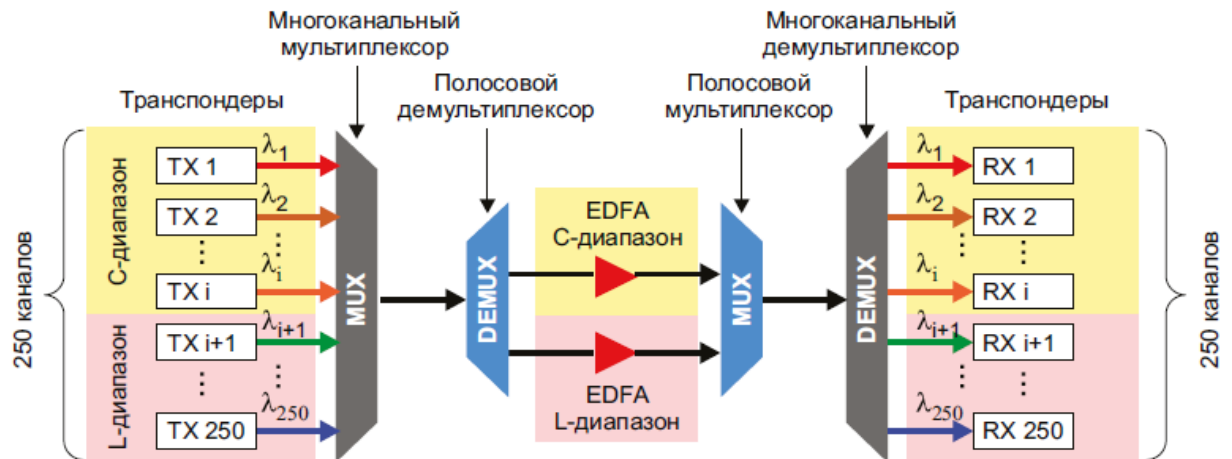 Многоканальный
мультиплексор
Многоканальный
демультиплексор
Полосовой
демультиплексор
Полосовой
мультиплексор
Транспондеры
Транспондеры
250 каналов
C-диапазон
TX 1
λ1
TX 2
λ2
TX i
λi
L-диапазон
TX i+1
λi+1
TX 250
λ250
MUX
DEMUX
EDFA
C-диапазон
EDFA
L-диапазон
MUX
DEMUX
λ1
RX 1
λ2
RX 2
λi
RX i
λi+1
RX i+1
λ250
RX 250
250 каналов